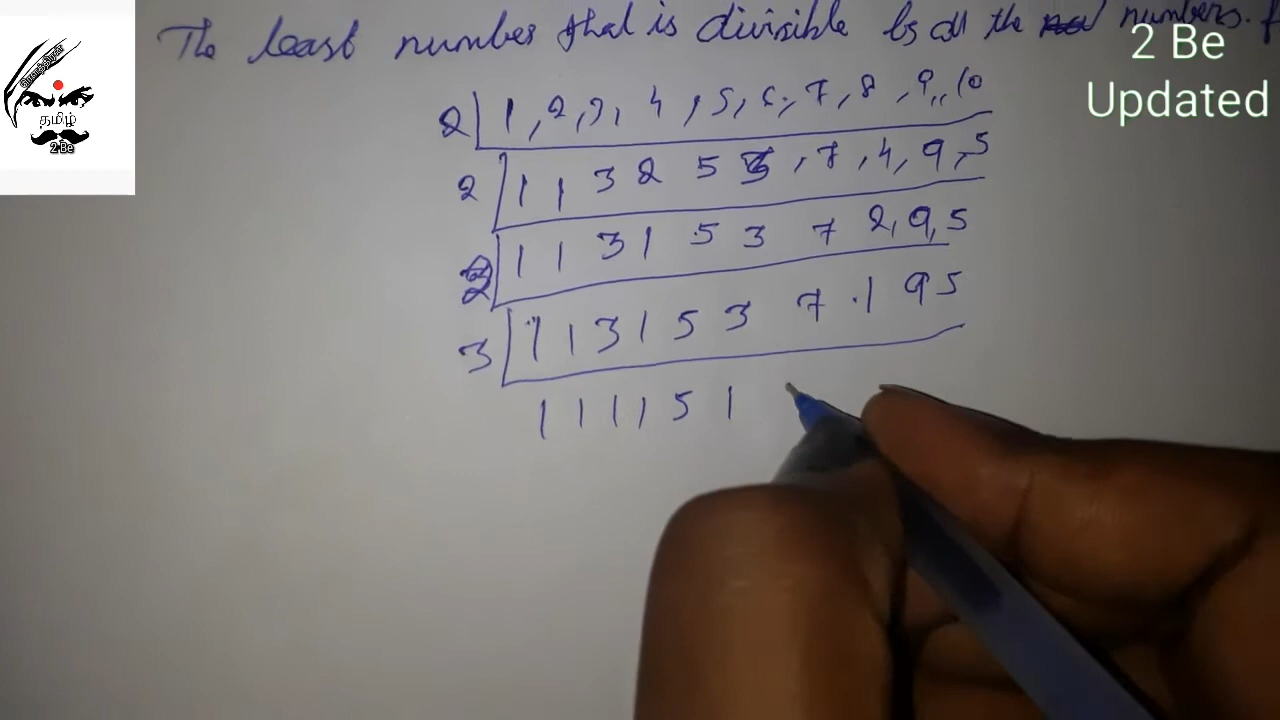 The least number that is divisible by all the numbers. f
2 Be
Updated
தமிழ்
2 Be
2 1, 2, 3, 4, 5, 6, 7, 8, 9, 10
2 1 1 3 2 5 3, 7, 4, 9, 5
2 1 1 3 1 5 3 7 2, 9, 5
3 1 1 3 1 5 3 7 . 1 9 5
1 1 1 1 5 1